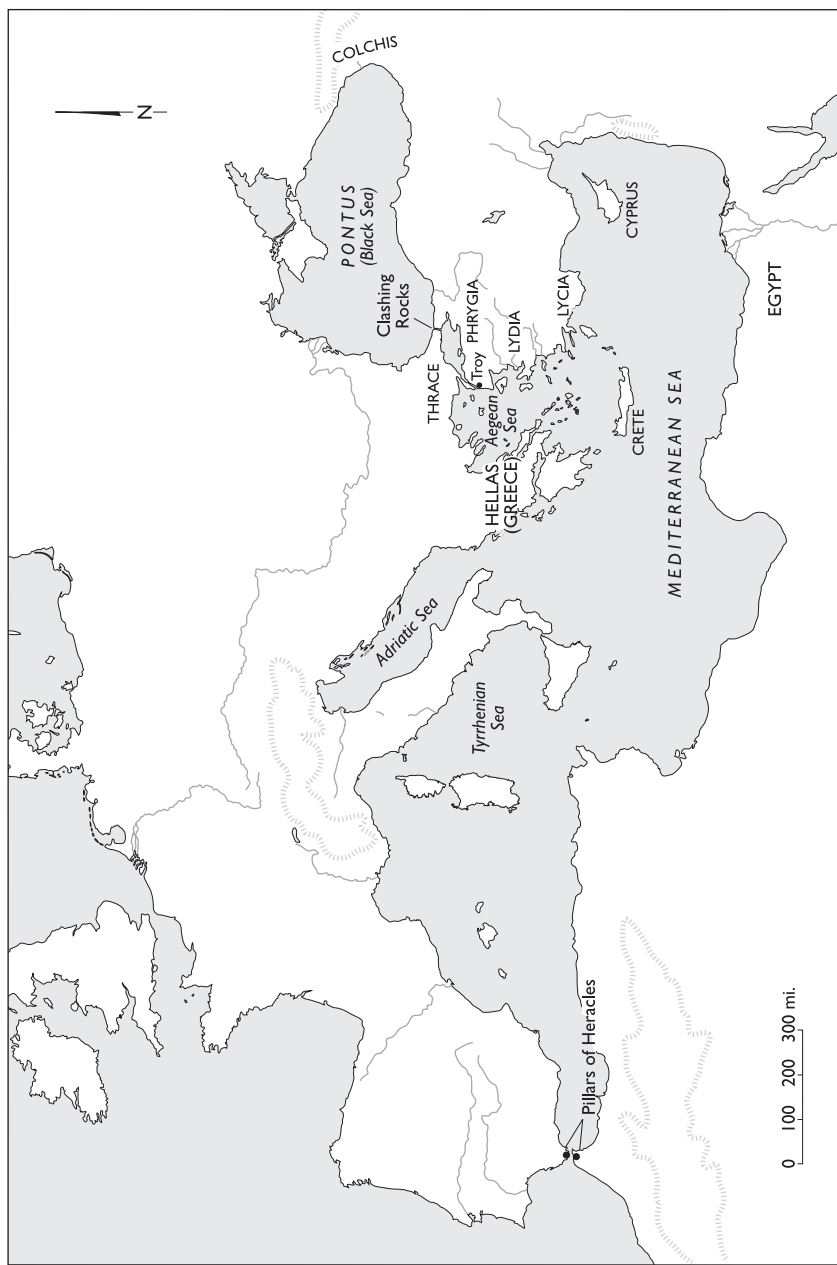 N
COLCHIS
PONTUS
(Black Sea)
Clashing
Rocks
THRACE
PHRYGIA
Troy
LYDIA
Aegean
Sea
LYCIA
CYPRUS
HELLAS
(GREECE)
CRETE
EGYPT
MEDITERRANEAN SEA
Adriatic Sea
Tyrrhenian
Sea
Pillars of Heracles
0 100 200 300 mi.